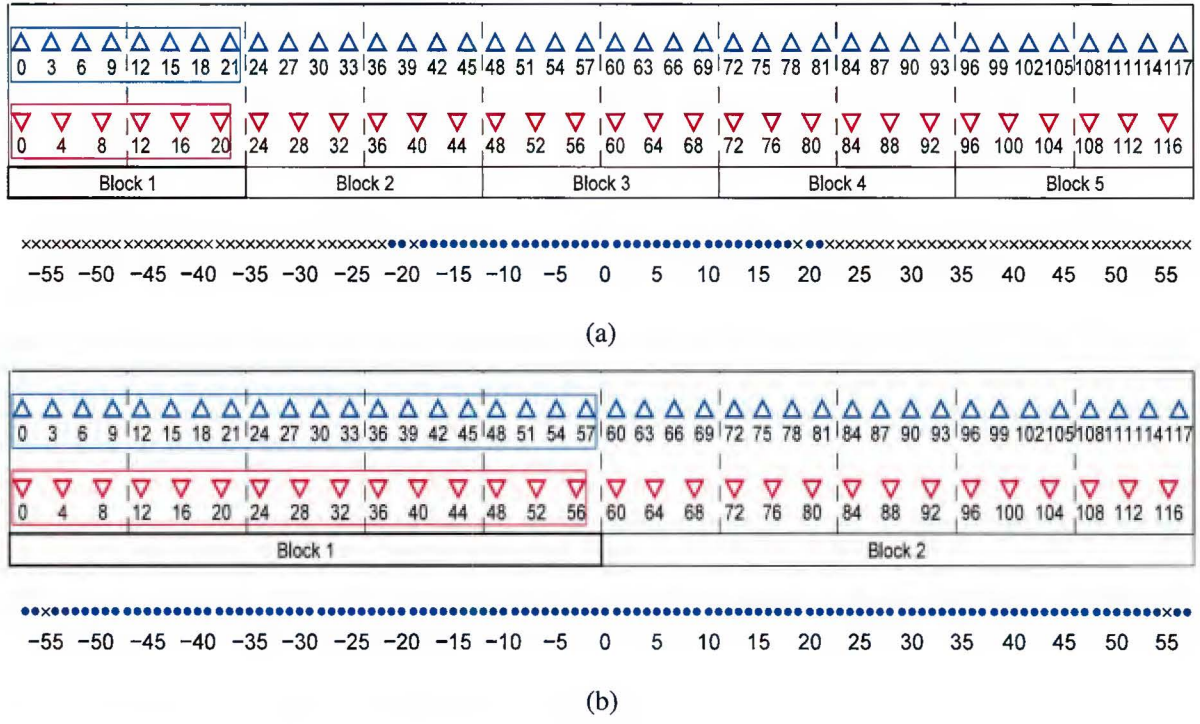 0 3 6 9 12 15 18 21 24 27 30 33 36 39 42 45 48 51 54 57 60 63 66 69 72 75 78 81 84 87 90 93 96 99 102 105 108 111 114 117
0 4 8 12 16 20 24 28 32 36 40 44 48 52 56 60 64 68 72 76 80 84 88 92 96 100 104 108 112 116
Block 1 Block 2 Block 3 Block 4 Block 5
−55 −50 −45 −40 −35 −30 −25 −20 −15 −10 −5 0 5 10 15 20 25 30 35 40 45 50 55
(a)
0 3 6 9 12 15 18 21 24 27 30 33 36 39 42 45 48 51 54 57 60 63 66 69 72 75 78 81 84 87 90 93 96 99 102 105 108 111 114 117
0 4 8 12 16 20 24 28 32 36 40 44 48 52 56 60 64 68 72 76 80 84 88 92 96 100 104 108 112 116
Block 1 Block 2
−55 −50 −45 −40 −35 −30 −25 −20 −15 −10 −5 0 5 10 15 20 25 30 35 40 45 50 55
(b)